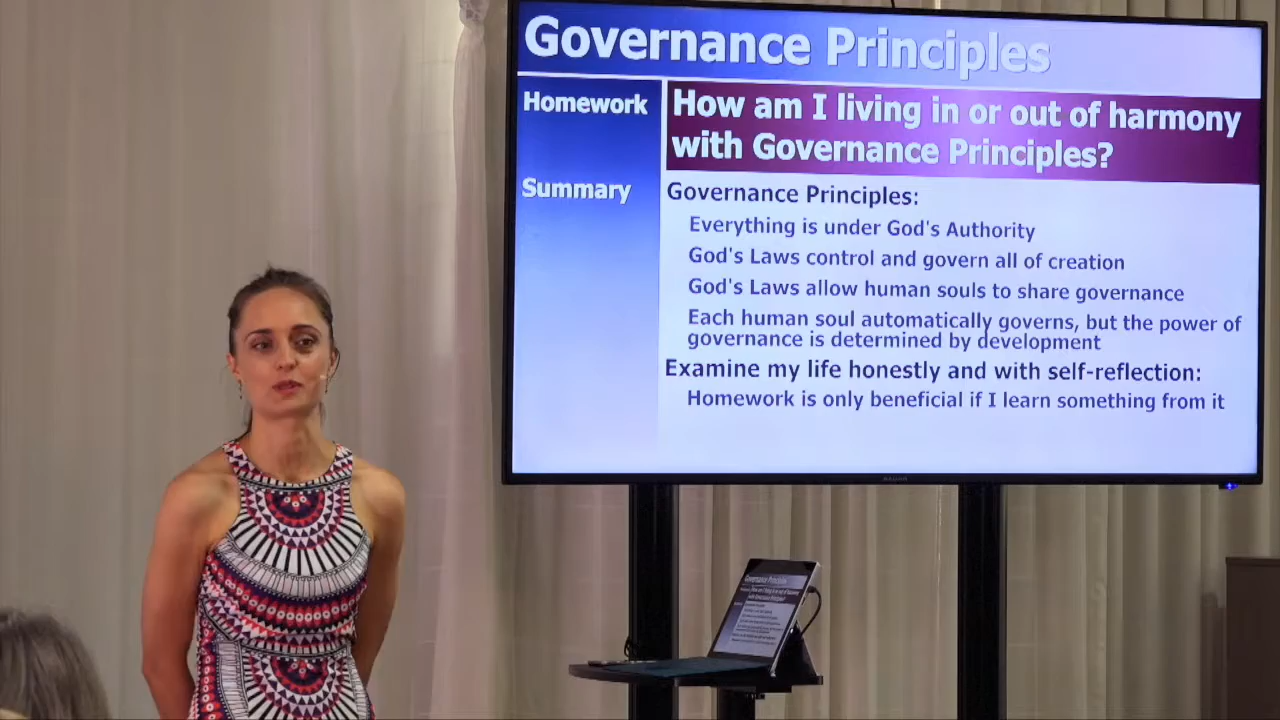 Governance Principles
Homework
How am I living in or out of harmony
with Governance Principles?
Summary
Governance Principles:
Everything is under God's Authority
God's Laws control and govern all of creation
God's Laws allow human souls to share governance
Each human soul automatically governs, but the power of
governance is determined by development
Examine my life honestly and with self-reflection:
Homework is only beneficial if I learn something from it
Governance Principles